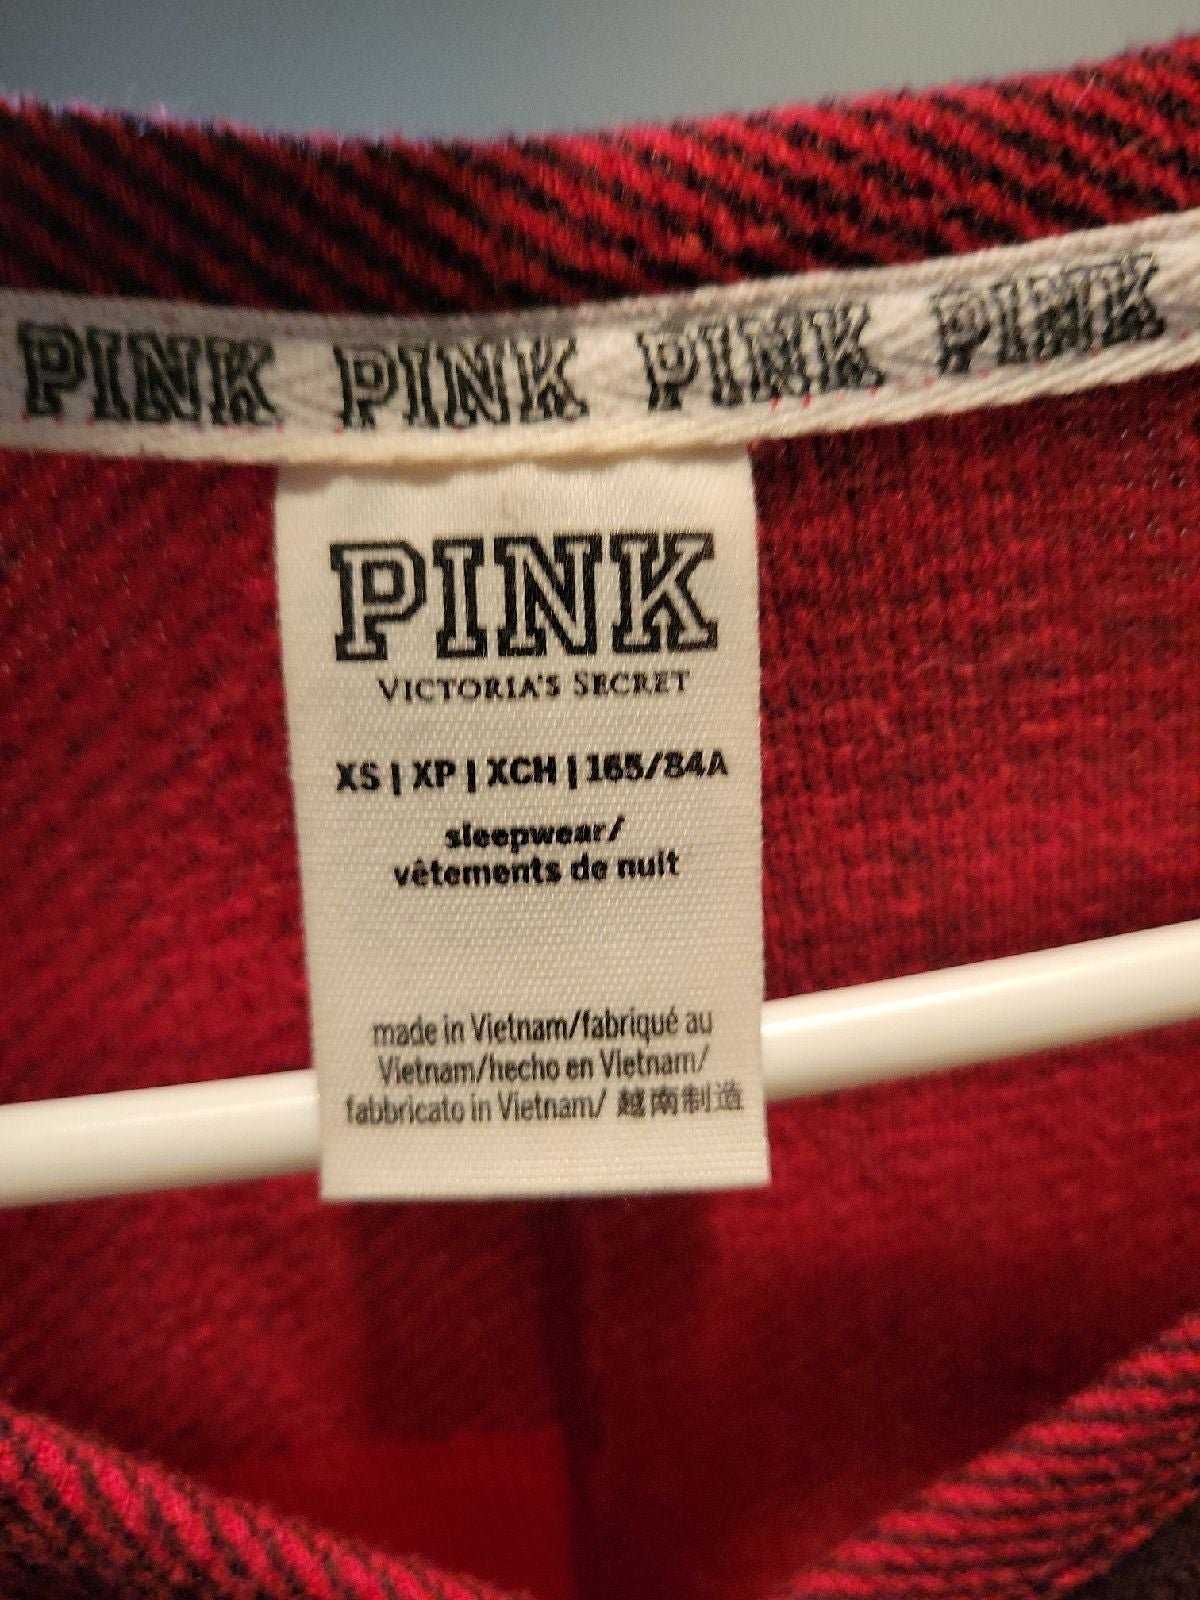 PINK PINK PINK PINK
PINK
VICTORIA'S SECRET
XS | XP | XCH | 165/84A
sleepwear/
vêtements de nuit
made in Vietnam/fabriqué au
Vietnam/hecho en Vietnam/
fabbricato in Vietnam/ 越南制造